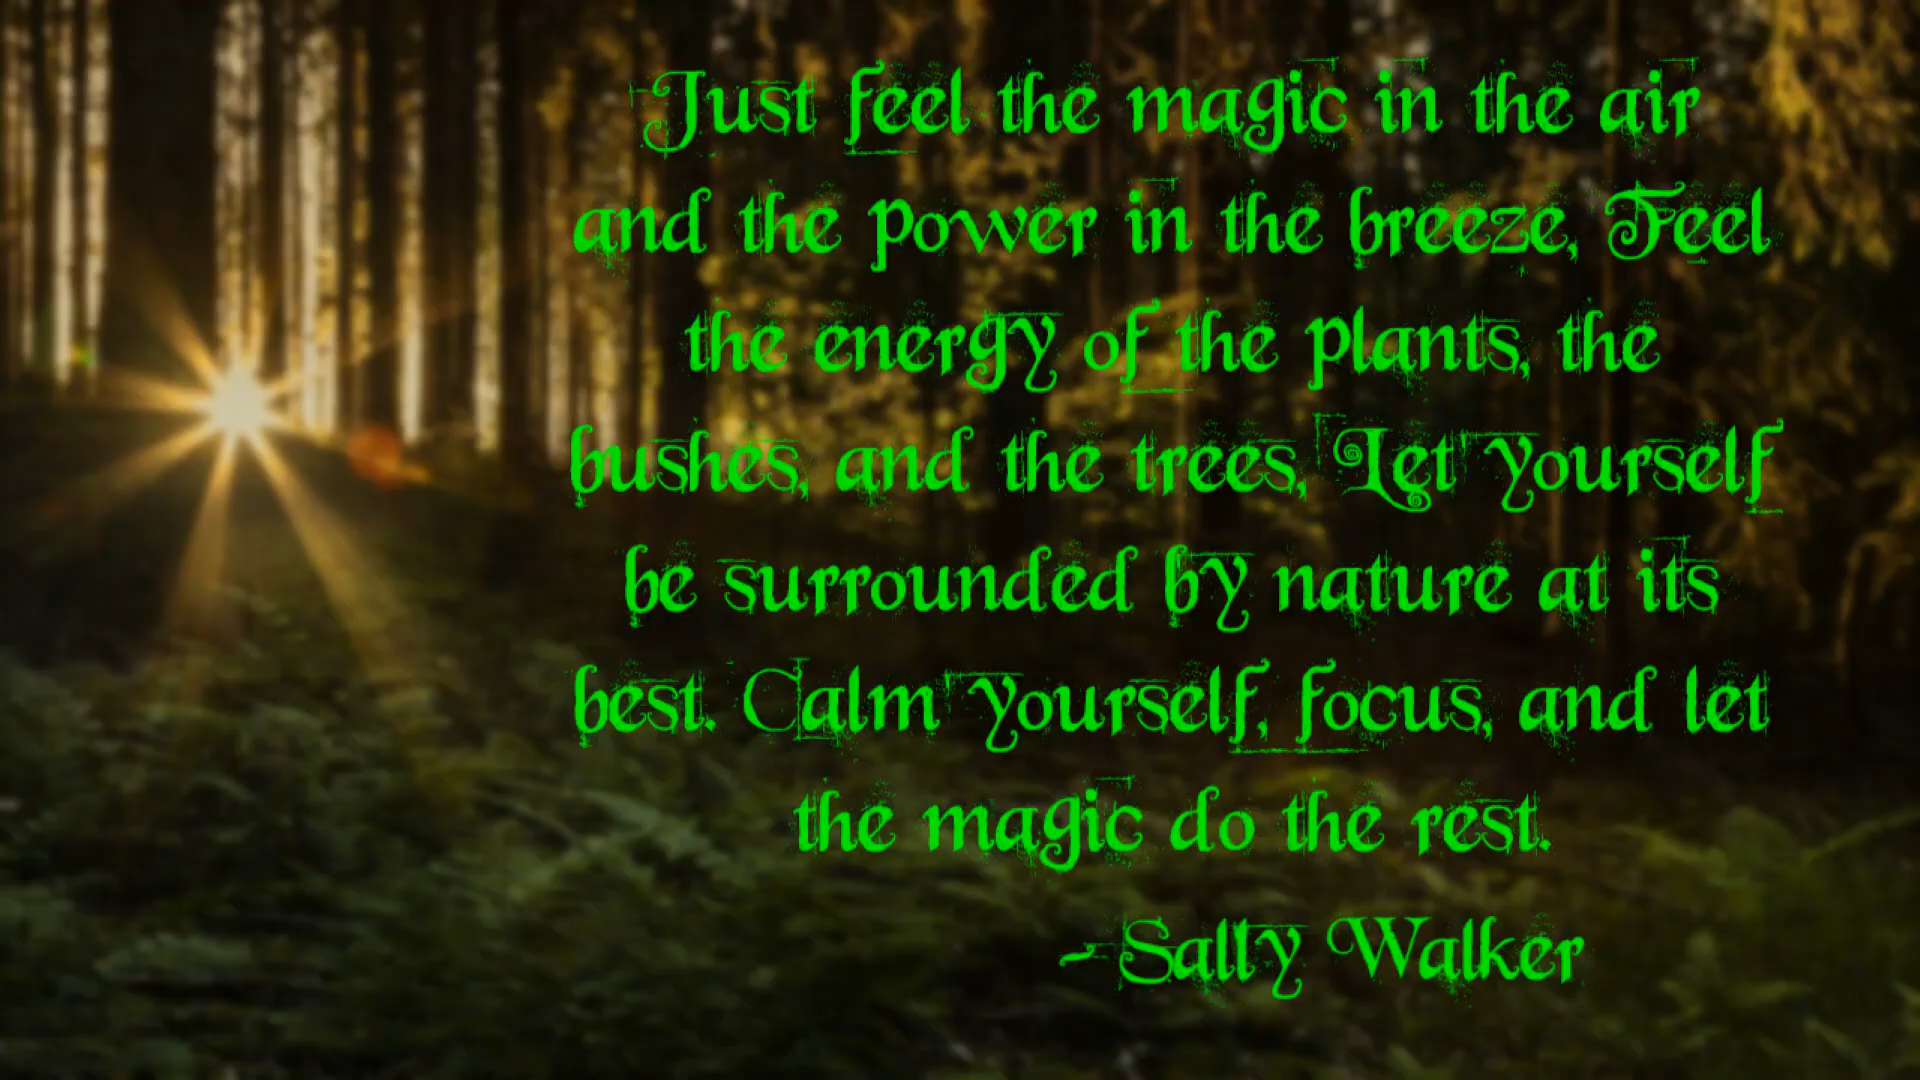 Just feel the magic in the air
and the power in the breeze, Feel
the energy of the plants, the
bushes, and the trees, Let yourself
be surrounded by nature at its
best. Calm yourself, focus, and let
the magic do the rest.
- Sally Walker